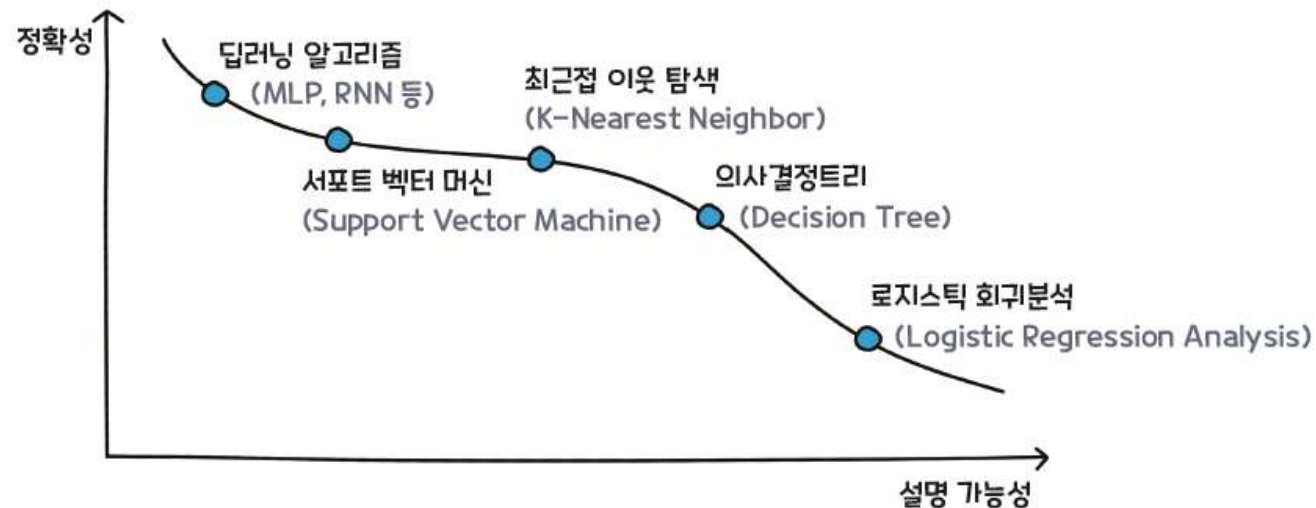 정확성
딥러닝 알고리즘
(MLP, RNN 등)
최근접 이웃 탐색
(K-Nearest Neighbor)
서포트 벡터 머신
(Support Vector Machine)
의사결정트리
(Decision Tree)
로지스틱 회귀분석
(Logistic Regression Analysis)
설명 가능성